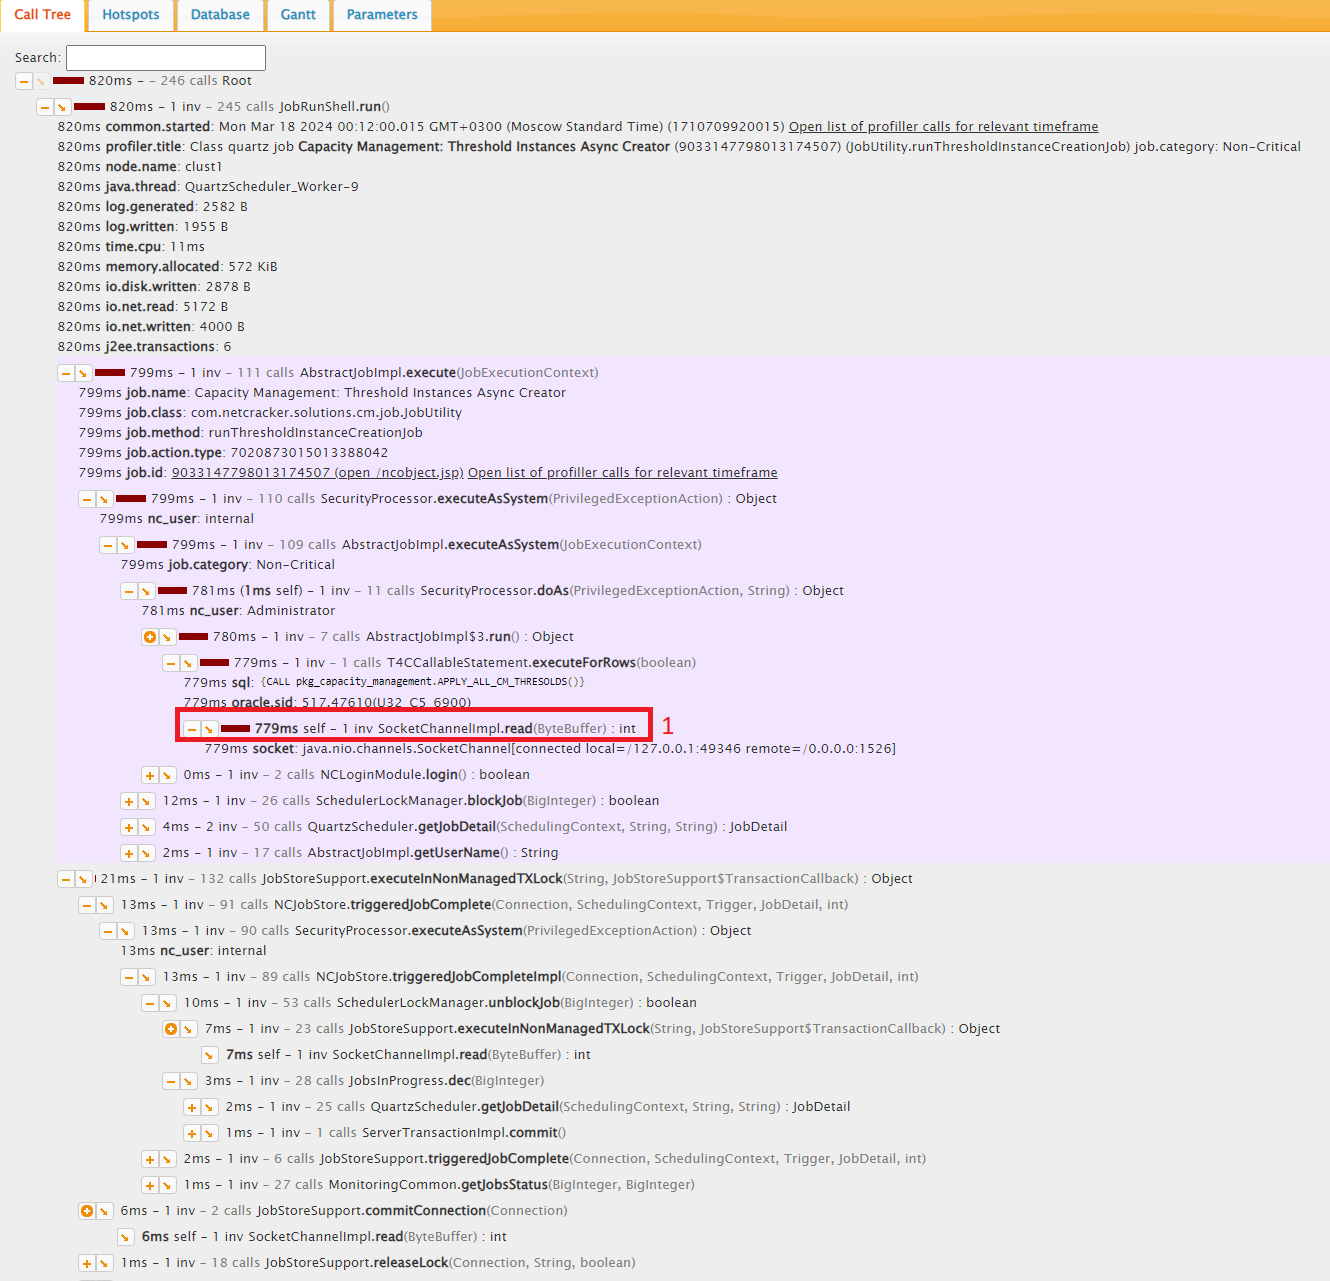 Call Tree Hotspots Database Gantt Parameters
Search:
820ms – – 246 calls Root
820ms – 1 inv – 245 calls JobRunShell.run()
820ms common.started: Mon Mar 18 2024 00:12:00.015 GMT+0300 (Moscow Standard Time) (1710709920015) Open list of profiller calls for relevant timeframe
820ms profiler.title: Class quartz job Capacity Management: Threshold Instances Async Creator (9033147798013174507) (JobUtility.runThresholdInstanceCreationJob) job.category: Non-Critical
820ms node.name: clust1
820ms java.thread: QuartzScheduler_Worker-9
820ms log.generated: 2582 B
820ms log.written: 1955 B
820ms time.cpu: 11ms
820ms memory.allocated: 572 KiB
820ms io.disk.written: 2878 B
820ms io.net.read: 5172 B
820ms io.net.written: 4000 B
820ms j2ee.transactions: 6
799ms – 1 inv – 111 calls AbstractJobImpl.execute(JobExecutionContext)
799ms job.name: Capacity Management: Threshold Instances Async Creator
799ms job.class: com.netcracker.solutions.cm.job.JobUtility
799ms job.method: runThresholdInstanceCreationJob
799ms job.action.type: 7020873015013388042
799ms job.id: 9033147798013174507 (open /ncobject.jsp) Open list of profiller calls for relevant timeframe
799ms – 1 inv – 110 calls SecurityProcessor.executeAsSystem(PrivilegedExceptionAction) : Object
799ms nc_user: internal
799ms – 1 inv – 109 calls AbstractJobImpl.executeAsSystem(JobExecutionContext)
799ms job.category: Non-Critical
781ms (1ms self) – 1 inv – 11 calls SecurityProcessor.doAs(PrivilegedExceptionAction, String) : Object
781ms nc_user: Administrator
780ms – 1 inv – 7 calls AbstractJobImpl$3.run() : Object
779ms – 1 inv – 1 calls T4CCallableStatement.executeForRows(boolean)
779ms sql: {CALL pkg_capacity_management.APPLY_ALL_CM_THRESOLDS()}
779ms oracle.sid: 517,47610(U32_C5_6900)
779ms self – 1 inv SocketChannelImpl.read(ByteBuffer) : int 1
779ms socket: java.nio.channels.SocketChannel[connected local=/127.0.0.1:49346 remote=/0.0.0.0:1526]
0ms – 1 inv – 2 calls NCLoginModule.login() : boolean
12ms – 1 inv – 26 calls SchedulerLockManager.blockJob(BigInteger) : boolean
4ms – 2 inv – 50 calls QuartzScheduler.getJobDetail(SchedulingContext, String, String) : JobDetail
2ms – 1 inv – 17 calls AbstractJobImpl.getUserName() : String
21ms – 1 inv – 132 calls JobStoreSupport.executeInNonManagedTXLock(String, JobStoreSupport$TransactionCallback) : Object
13ms – 1 inv – 91 calls NCJobStore.triggeredJobComplete(Connection, SchedulingContext, Trigger, JobDetail, int)
13ms – 1 inv – 90 calls SecurityProcessor.executeAsSystem(PrivilegedExceptionAction) : Object
13ms nc_user: internal
13ms – 1 inv – 89 calls NCJobStore.triggeredJobCompleteImpl(Connection, SchedulingContext, Trigger, JobDetail, int)
10ms – 1 inv – 53 calls SchedulerLockManager.unblockJob(BigInteger) : boolean
7ms – 1 inv – 23 calls JobStoreSupport.executeInNonManagedTXLock(String, JobStoreSupport$TransactionCallback) : Object
7ms self – 1 inv SocketChannelImpl.read(ByteBuffer) : int
3ms – 1 inv – 28 calls JobsInProgress.dec(BigInteger)
2ms – 1 inv – 25 calls QuartzScheduler.getJobDetail(SchedulingContext, String, String) : JobDetail
1ms – 1 inv – 1 calls ServerTransactionImpl.commit()
2ms – 1 inv – 6 calls JobStoreSupport.triggeredJobComplete(Connection, SchedulingContext, Trigger, JobDetail, int)
1ms – 1 inv – 27 calls MonitoringCommon.getJobsStatus(BigInteger, BigInteger)
6ms – 1 inv – 2 calls JobStoreSupport.commitConnection(Connection)
6ms self – 1 inv SocketChannelImpl.read(ByteBuffer) : int
1ms – 1 inv – 18 calls JobStoreSupport.releaseLock(Connection, String, boolean)